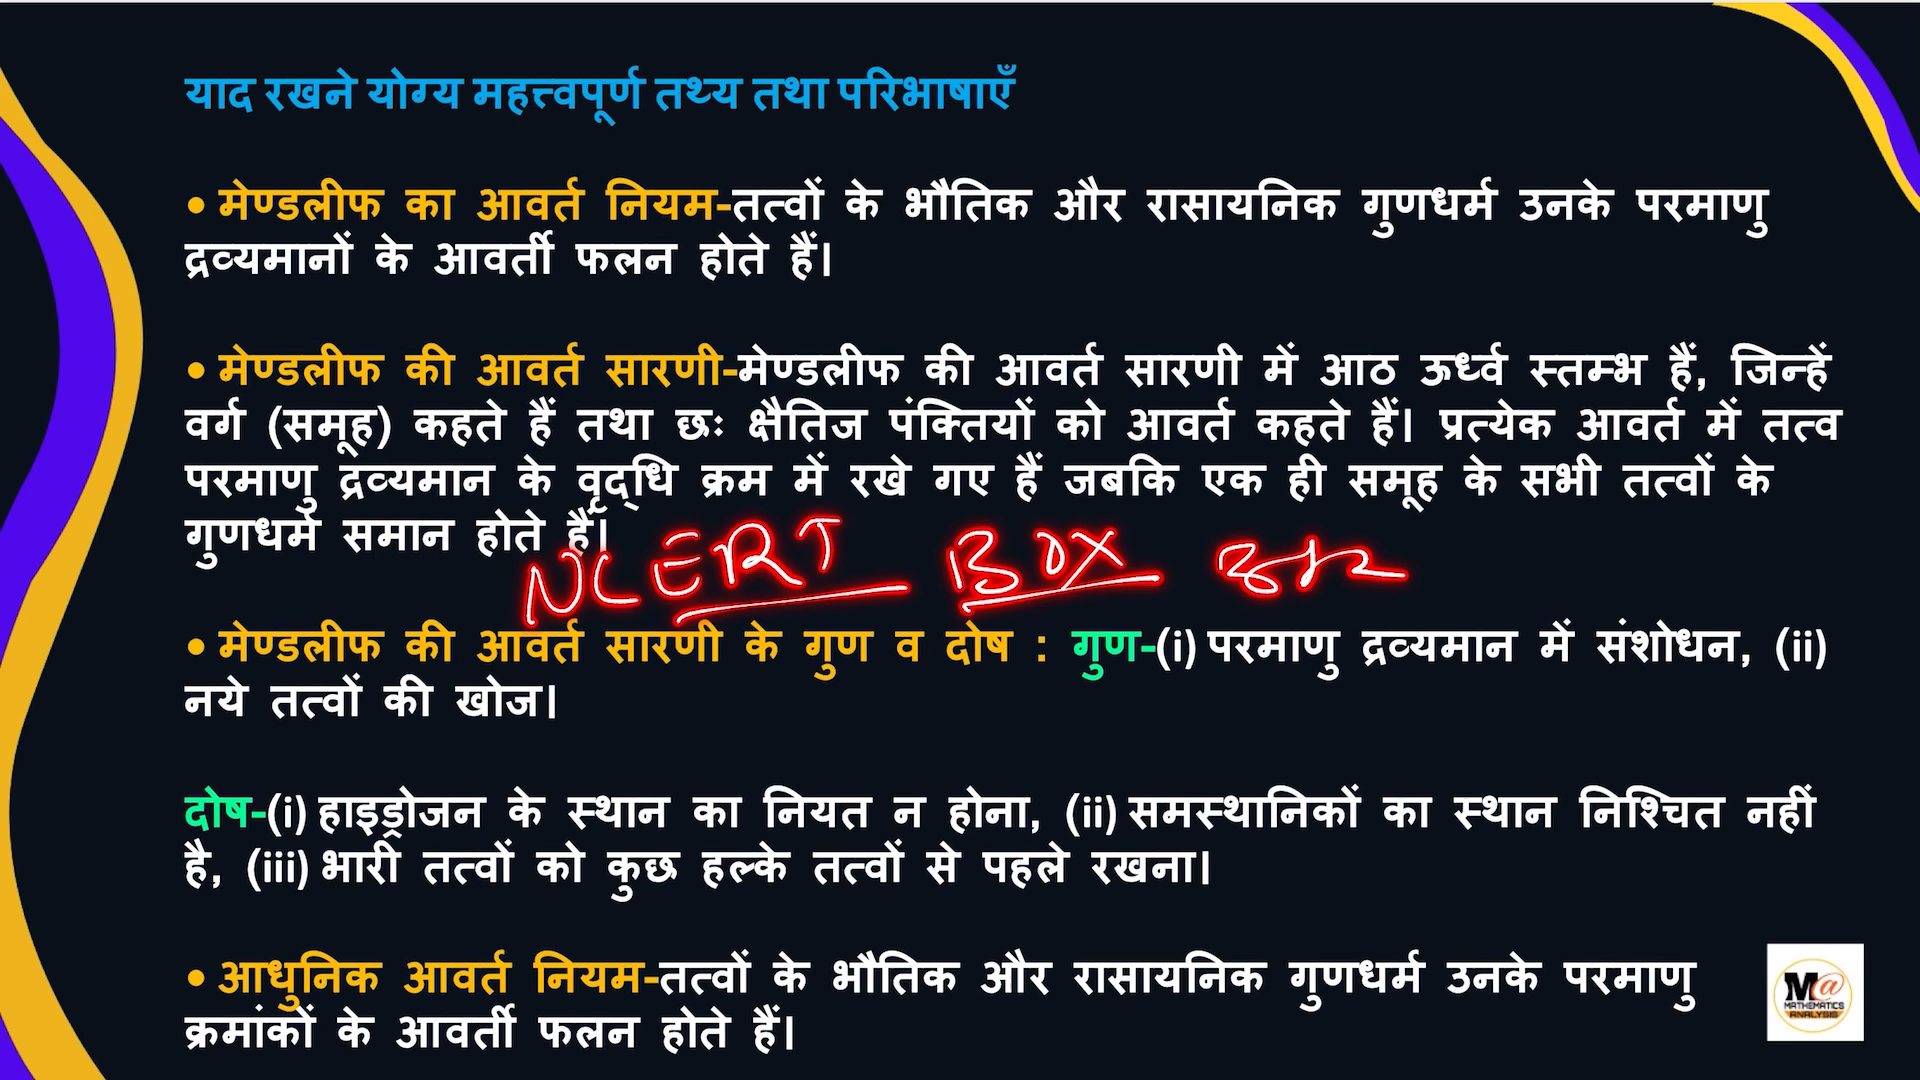 याद रखने योग्य महत्त्वपूर्ण तथ्य तथा परिभाषाएँ
• मेण्डलीफ का आवर्त नियम-तत्वों के भौतिक और रासायनिक गुणधर्म उनके परमाणु
द्रव्यमानों के आवर्ती फलन होते हैं।
• मेण्डलीफ की आवर्त सारणी-मेण्डलीफ की आवर्त सारणी में आठ ऊर्ध्व स्तम्भ हैं, जिन्हें
वर्ग (समूह) कहते हैं तथा छः क्षैतिज पंक्तियों को आवर्त कहते हैं। प्रत्येक आवर्त में तत्व
परमाणु द्रव्यमान के वृद्धि क्रम में रखे गए हैं जबकि एक ही समूह के सभी तत्वों के
गुणधर्म समान होते हैं।
NCERT BOX
• मेण्डलीफ की आवर्त सारणी के गुण व दोष : गुण-(i) परमाणु द्रव्यमान में संशोधन, (ii)
नये तत्वों की खोज।
दोष-(i) हाइड्रोजन के स्थान का नियत न होना, (ii) समस्थानिकों का स्थान निश्चित नहीं
है, (iii) भारी तत्वों को कुछ हल्के तत्वों से पहले रखना।
• आधुनिक आवर्त नियम-तत्वों के भौतिक और रासायनिक गुणधर्म उनके परमाणु
क्रमांकों के आवर्ती फलन होते हैं।
M@
MATHEMATICS
ANALYSIS